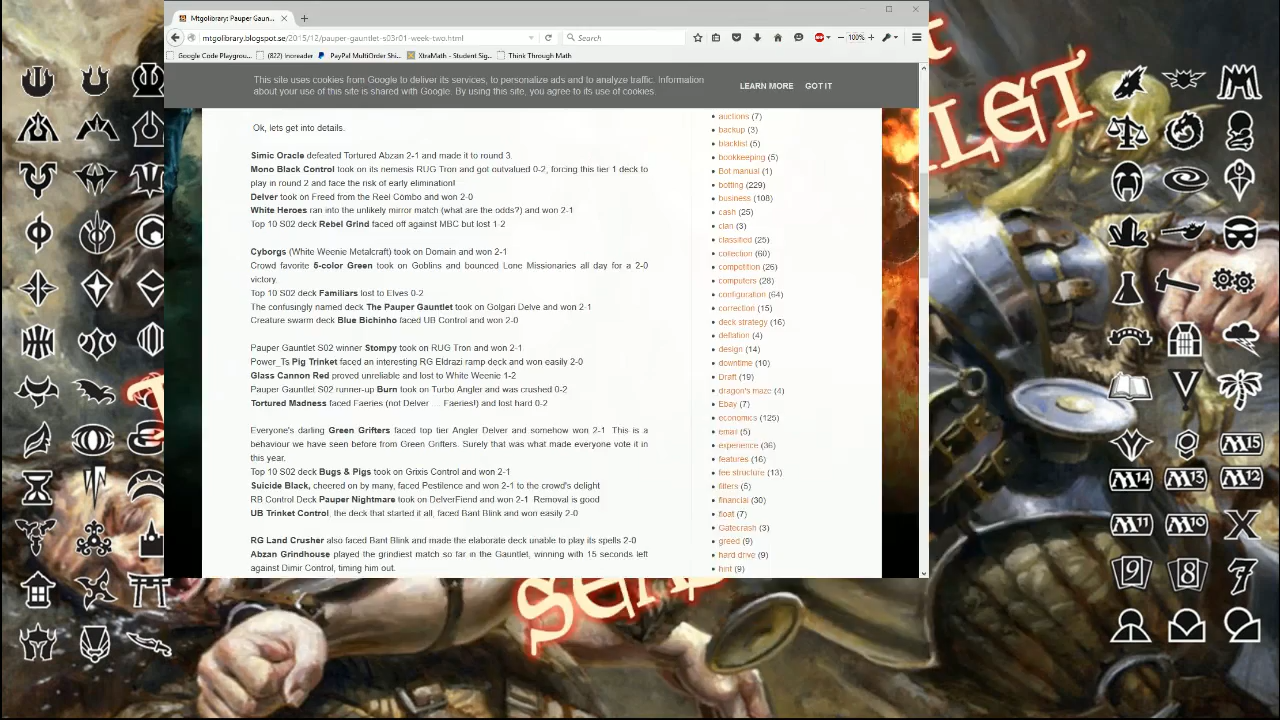 Mtgolibrary: Pauper Gaun...
mtgolibrary.blogspot.se/2015/12/pauper-gauntlet-s03r01-week-two.html
Search
100%
Google Code Playgrou...
(822) Inoreader
PayPal MultiOrder Shi...
XtraMath - Student Sig...
Think Through Math
This site uses cookies from Google to deliver its services, to personalize ads and to analyze traffic. Information
about your use of this site is shared with Google. By using this site, you agree to its use of cookies.
LEARN MORE GOT IT
Ok, lets get into details.
Simic Oracle defeated Tortured Abzan 2-1 and made it to round 3.
Mono Black Control took on its nemesis RUG Tron and got outvalued 0-2, forcing this tier 1 deck to
play in round 2 and face the risk of early elimination!
Delver took on Freed from the Reel Combo and won 2-0
White Heroes ran into the unlikely mirror match (what are the odds?) and won 2-1
Top 10 S02 deck Rebel Grind faced off against MBC but lost 1-2
Cyborgs (White Weenie Metalcraft) took on Domain and won 2-1
Crowd favorite 5-color Green took on Goblins and bounced Lone Missionaries all day for a 2-0
victory.
Top 10 S02 deck Familiars lost to Elves 0-2
The confusingly named deck The Pauper Gauntlet took on Golgari Delve and won 2-1
Creature swarm deck Blue Bichinho faced UB Control and won 2-0
Pauper Gauntlet S02 winner Stompy took on RUG Tron and won 2-1
Power_Ts Pig Trinket faced an interesting RG Eldrazi ramp deck and won easily 2-0
Glass Cannon Red proved unreliable and lost to White Weenie 1-2
Pauper Gauntlet S02 runner-up Burn took on Turbo Angler and was crushed 0-2
Tortured Madness faced Faeries (not Delver .... Faeries!) and lost hard 0-2
Everyone's darling Green Grifters faced top tier Angler Delver and somehow won 2-1. This is a
behaviour we have seen before from Green Grifters. Surely that was what made everyone vote it in
this year.
Top 10 S02 deck Bugs & Pigs took on Grixis Control and won 2-1
Suicide Black, cheered on by many, faced Pestilence and won 2-1 to the crowd's delight
RB Control Deck Pauper Nightmare took on DelverFiend and won 2-1 Removal is good
UB Trinket Control, the deck that started it all, faced Bant Blink and won easily 2-0
RG Land Crusher also faced Bant Blink and made the elaborate deck unable to play its spells 2-0
Abzan Grindhouse played the grindiest match so far in the Gauntlet, winning with 15 seconds left
against Dimir Control, timing him out.
auctions (7)
backup (3)
blacklist (5)
bookkeeping (5)
Bot manual (1)
botting (229)
business (108)
cash (25)
clan (3)
classified (25)
collection (60)
competition (26)
computers (28)
configuration (64)
correction (15)
deck strategy (16)
deflation (4)
design (14)
downtime (10)
Draft (19)
dragon's maze (4)
Ebay (7)
economics (125)
email (5)
experience (36)
features (16)
fee structure (13)
filters (5)
financial (30)
float (7)
Gatecrash (3)
greed (9)
hard drive (9)
hint (9)
M15
M14 M13 M12
M11 M10 X
9 8 7